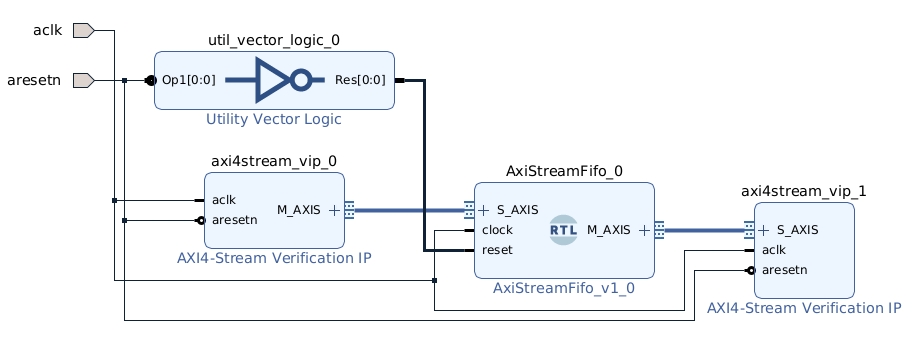 aclk
aresetn
util_vector_logic_0
Op1[0:0]
Res[0:0]
Utility Vector Logic
axi4stream_vip_0
aclk
aresetn
M_AXIS
AXI4-Stream Verification IP
AxiStreamFifo_0
S_AXIS
clock
reset
RTL
M_AXIS
AxiStreamFifo_v1_0
axi4stream_vip_1
S_AXIS
aclk
aresetn
AXI4-Stream Verification IP